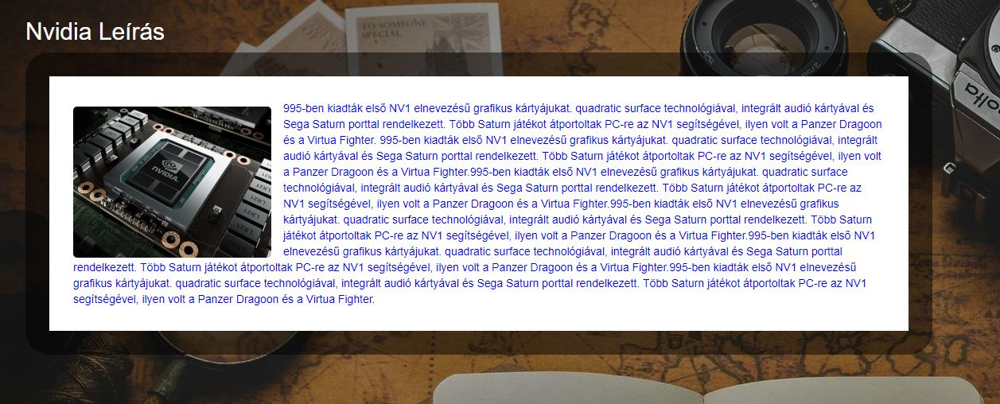 Nvidia Leírás
TO SOMEONE
SPECIAL
995-ben kiadták első NV1 elnevezésű grafikus kártyájukat. quadratic surface technológiával, integrált audió kártyával és
Sega Saturn porttal rendelkezett. Több Saturn játékot átportoltak PC-re az NV1 segítségével, ilyen volt a Panzer Dragoon
és a Virtua Fighter. 995-ben kiadták első NV1 elnevezésű grafikus kártyájukat. quadratic surface technológiával, integrált
audió kártyával és Sega Saturn porttal rendelkezett. Több Saturn játékot átportoltak PC-re az NV1 segítségével, ilyen volt
a Panzer Dragoon és a Virtua Fighter.995-ben kiadták első NV1 elnevezésű grafikus kártyájukat. quadratic surface
technológiával, integrált audió kártyával és Sega Saturn porttal rendelkezett. Több Saturn játékot átportoltak PC-re az
NV1 segítségével, ilyen volt a Panzer Dragoon és a Virtua Fighter.995-ben kiadták első NV1 elnevezésű grafikus
kártyájukat. quadratic surface technológiával, integrált audió kártyával és Sega Saturn porttal rendelkezett. Több Saturn
játékot átportoltak PC-re az NV1 segítségével, ilyen volt a Panzer Dragoon és a Virtua Fighter.995-ben kiadták első NV1
elnevezésű grafikus kártyájukat. quadratic surface technológiával, integrált audió kártyával és Sega Saturn porttal
rendelkezett. Több Saturn játékot átportoltak PC-re az NV1 segítségével, ilyen volt a Panzer Dragoon és a Virtua Fighter.995-ben kiadták első NV1 elnevezésű
grafikus kártyájukat. quadratic surface technológiával, integrált audió kártyával és Sega Saturn porttal rendelkezett. Több Saturn játékot átportoltak PC-re az NV1
segítségével, ilyen volt a Panzer Dragoon és a Virtua Fighter.
NVIDIA
LR21
LR21
LR21
LR21